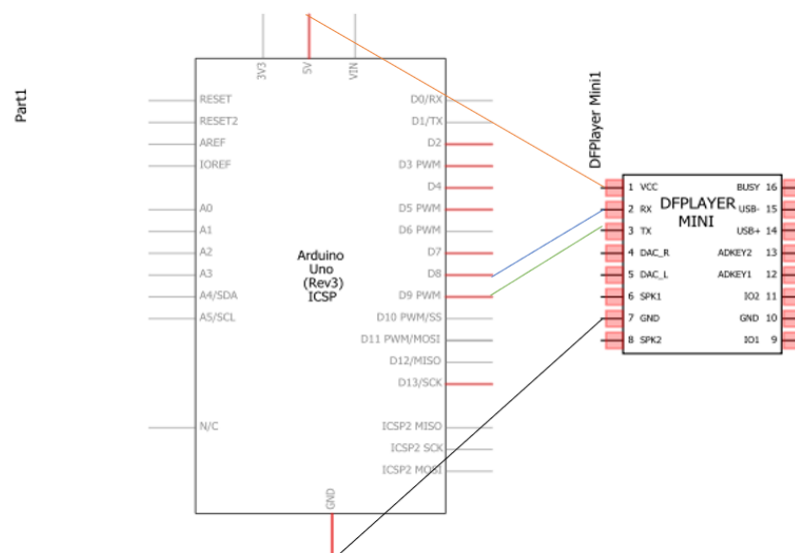 Part1
3V3
5V
VIN
RESET
RESET2
AREF
IOREF
A0
A1
A2
A3
A4/SDA
A5/SCL
N/C
Arduino
Uno
(Rev3)
ICSP
D0/RX
D1/TX
D2
D3 PWM
D4
D5 PWM
D6 PWM
D7
D8
D9 PWM
D10 PWM/SS
D11 PWM/MOSI
D12/MISO
D13/SCK
ICSP2 MISO
ICSP2 SCK
ICSP2 MOSI
GND
DFPlayer Mini1
DFPLAYER
MINI
1 VCC
2 RX
3 TX
4 DAC_R
5 DAC_L
6 SPK1
7 GND
8 SPK2
BUSY 16
USB- 15
USB+ 14
ADKEY2 13
ADKEY1 12
IO2 11
GND 10
IO1 9